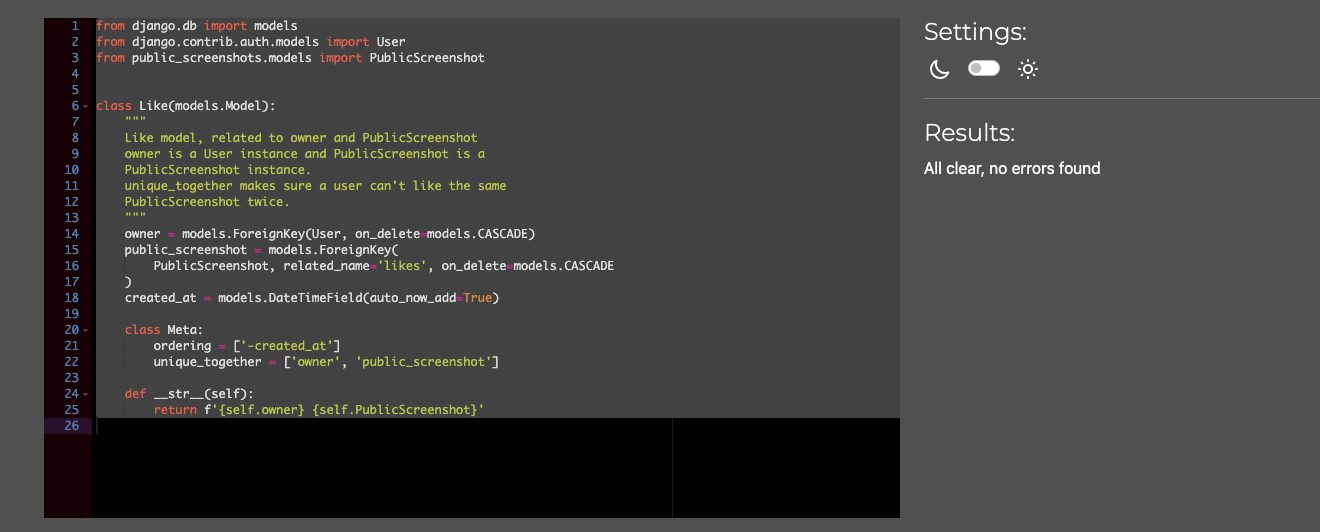 1 from django.db import models
2 from django.contrib.auth.models import User
3 from public_screenshots.models import PublicScreenshot
4
5
6 class Like(models.Model):
7     """
8     Like model, related to owner and PublicScreenshot
9     owner is a User instance and PublicScreenshot is a
10     PublicScreenshot instance.
11     unique_together makes sure a user can't like the same
12     PublicScreenshot twice.
13     """
14     owner = models.ForeignKey(User, on_delete=models.CASCADE)
15     public_screenshot = models.ForeignKey(
16         PublicScreenshot, related_name='likes', on_delete=models.CASCADE
17     )
18     created_at = models.DateTimeField(auto_now_add=True)
19
20     class Meta:
21         ordering = ['-created_at']
22         unique_together = ['owner', 'public_screenshot']
23
24     def __str__(self):
25         return f'{self.owner} {self.PublicScreenshot}'
26
Settings:
Results:
All clear, no errors found